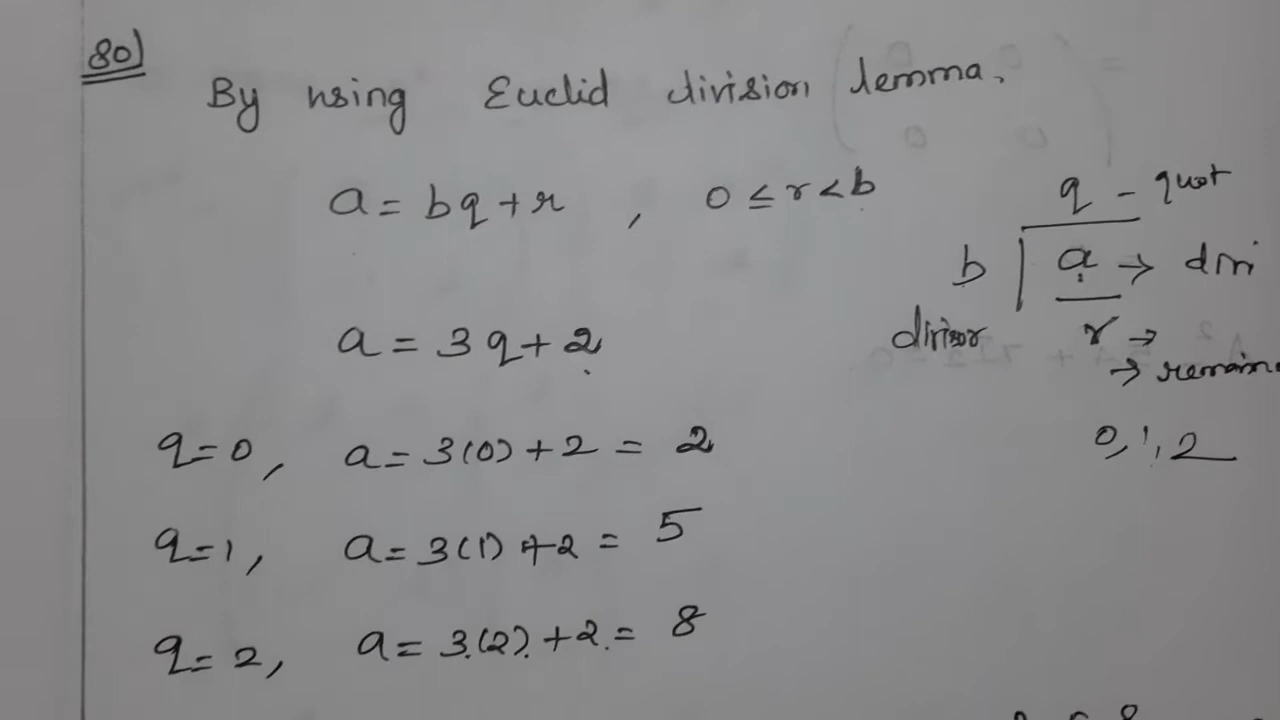 80)
By using Euclid division lemma.
a = bq + r , 0 ≤ r < b
q - quot
b a → divi
divisor r →
→ remain
a = 3q + 2
0, 1, 2
q = 0, a = 3(0) + 2 = 2
q = 1, a = 3(1) + 2 = 5
q = 2, a = 3(2) + 2 = 8